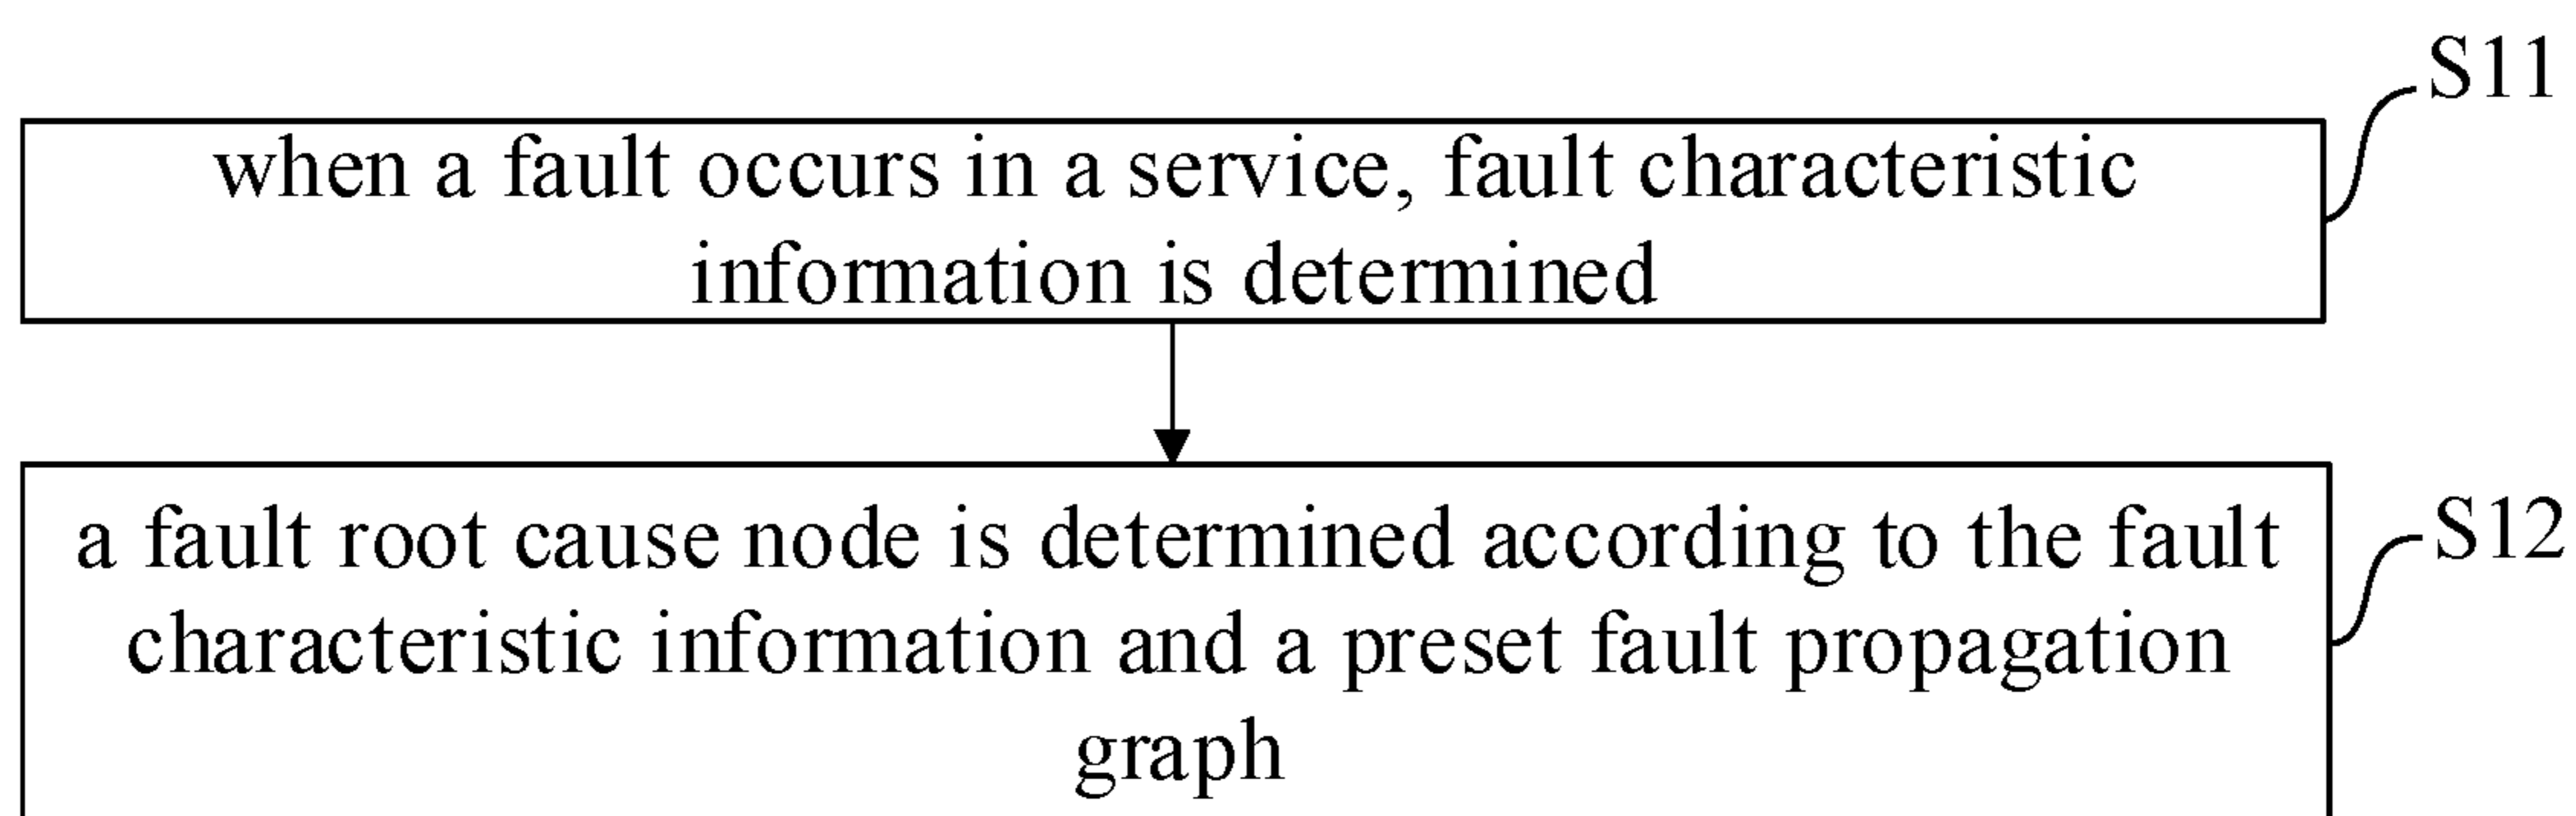 S11
when a fault occurs in a service, fault characteristic
information is determined
S12
a fault root cause node is determined according to the fault
characteristic information and a preset fault propagation
graph